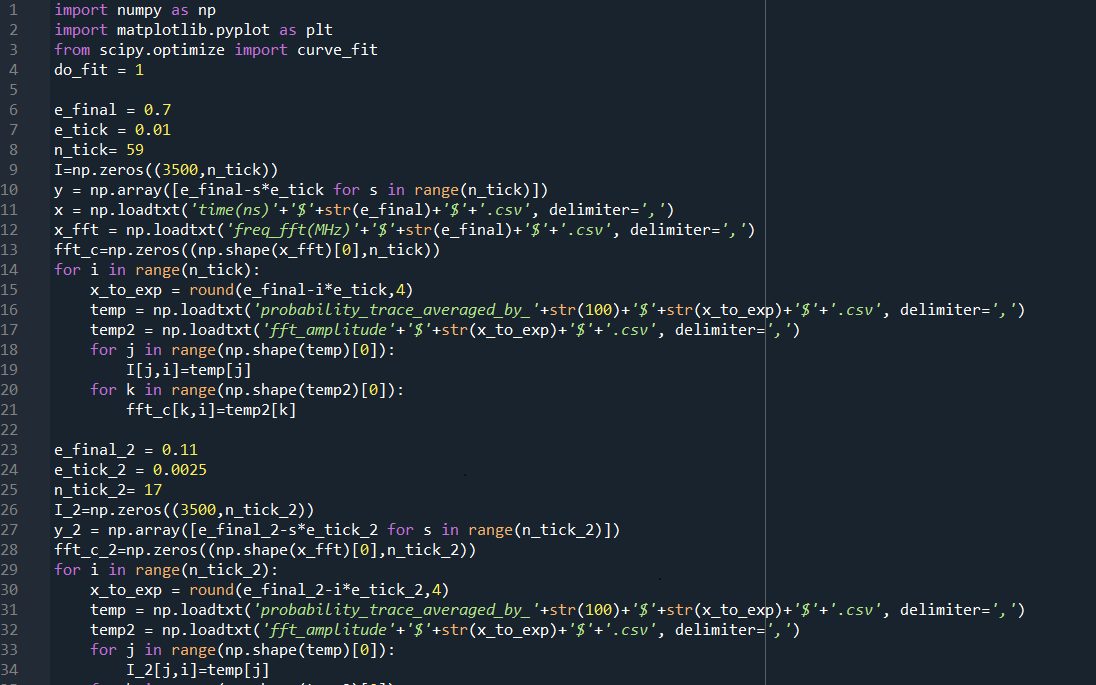 1 import numpy as np
2 import matplotlib.pyplot as plt
3 from scipy.optimize import curve_fit
4 do_fit = 1
5
6 e_final = 0.7
7 e_tick = 0.01
8 n_tick= 59
9 I=np.zeros((3500,n_tick))
10 y = np.array([e_final-s*e_tick for s in range(n_tick)])
11 x = np.loadtxt('time(ns)'+'$'+str(e_final)+'$'+'.csv', delimiter=',')
12 x_fft = np.loadtxt('freq_fft(MHz)'+'$'+str(e_final)+'$'+'.csv', delimiter=',')
13 fft_c=np.zeros((np.shape(x_fft)[0],n_tick))
14 for i in range(n_tick):
15     x_to_exp = round(e_final-i*e_tick,4)
16     temp = np.loadtxt('probability_trace_averaged_by_'+str(100)+'$'+str(x_to_exp)+'$'+'.csv', delimiter=',')
17     temp2 = np.loadtxt('fft_amplitude'+'$'+str(x_to_exp)+'$'+'.csv', delimiter=',')
18     for j in range(np.shape(temp)[0]):
19         I[j,i]=temp[j]
20     for k in range(np.shape(temp2)[0]):
21         fft_c[k,i]=temp2[k]
22
23 e_final_2 = 0.11
24 e_tick_2 = 0.0025
25 n_tick_2= 17
26 I_2=np.zeros((3500,n_tick_2))
27 y_2 = np.array([e_final_2-s*e_tick_2 for s in range(n_tick_2)])
28 fft_c_2=np.zeros((np.shape(x_fft)[0],n_tick_2))
29 for i in range(n_tick_2):
30     x_to_exp = round(e_final_2-i*e_tick_2,4)
31     temp = np.loadtxt('probability_trace_averaged_by_'+str(100)+'$'+str(x_to_exp)+'$'+'.csv', delimiter=',')
32     temp2 = np.loadtxt('fft_amplitude'+'$'+str(x_to_exp)+'$'+'.csv', delimiter=',')
33     for j in range(np.shape(temp)[0]):
34         I_2[j,i]=temp[j]